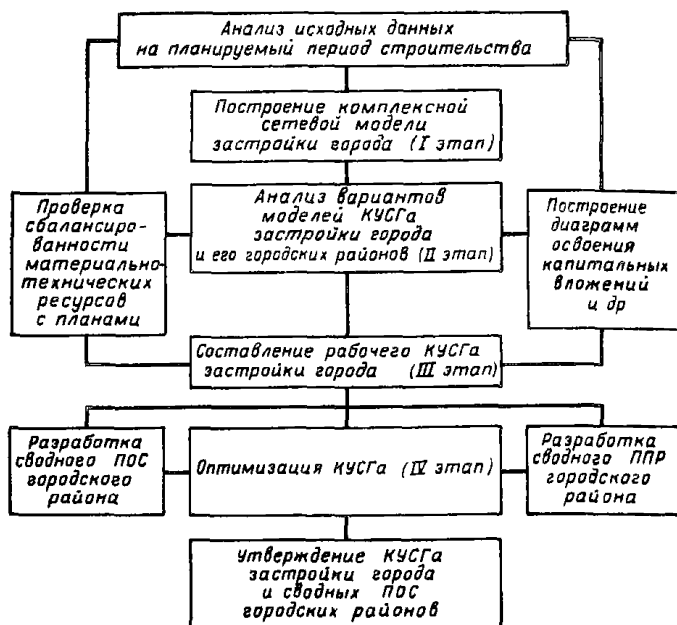 Анализ исходных данных
на планируемый период строительства
Построение комплексной
сетевой модели
застройки города (I этап)
Проверка
сбалансиро-
ванности
материально-
технических
ресурсов
с планами
Анализ вариантов
моделей КУСГа
застройки города
и его городских районов (II этап)
Построение
диаграмм
освоения
капитальных
вложений
и др
Составление рабочего КУСГа
застройки города (III этап)
Разработка
сводного ПОС
городского
района
Оптимизация КУСГа (IV этап)
Разработка
сводного ППР
городского
района
Утверждение КУСГа
застройки города
и сводных ПОС
городских районов